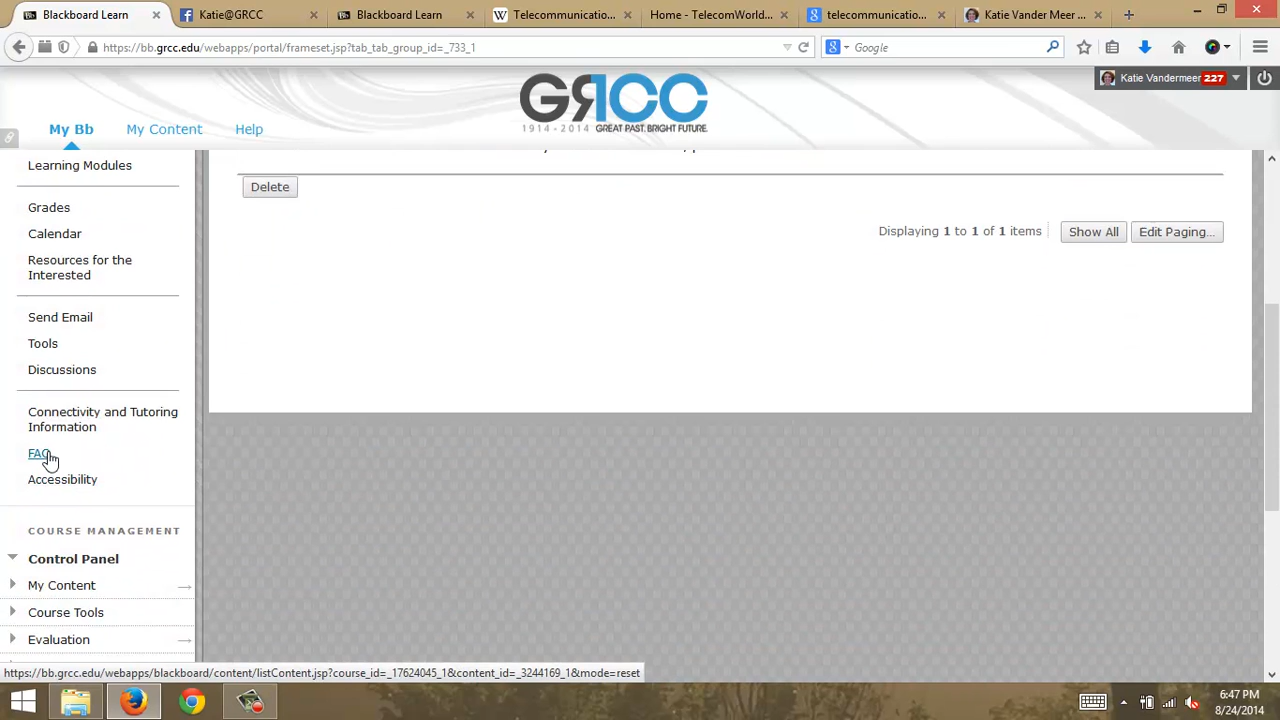 Blackboard Learn
Katie@GRCC
Blackboard Learn
Telecommunicatio...
Home - TelecomWorld...
telecommunicatio...
Katie Vander Meer ...
https://bb.grcc.edu/webapps/portal/frameset.jsp?tab_tab_group_id=_733_1
Google
GRCC
1914-2014 GREAT PAST. BRIGHT FUTURE.
Katie Vandermeer 227
My Bb
My Content
Help
Learning Modules
Delete
Grades
Displaying 1 to 1 of 1 items
Show All
Edit Paging...
Calendar
Resources for the
Interested
Send Email
Tools
Discussions
Connectivity and Tutoring
Information
FAQ
Accessibility
COURSE MANAGEMENT
Control Panel
My Content
Course Tools
Evaluation
https://bb.grcc.edu/webapps/blackboard/content/listContent.jsp?course_id=_17624045_1&content_id=_3244169_1&mode=reset
6:47 PM
8/24/2014